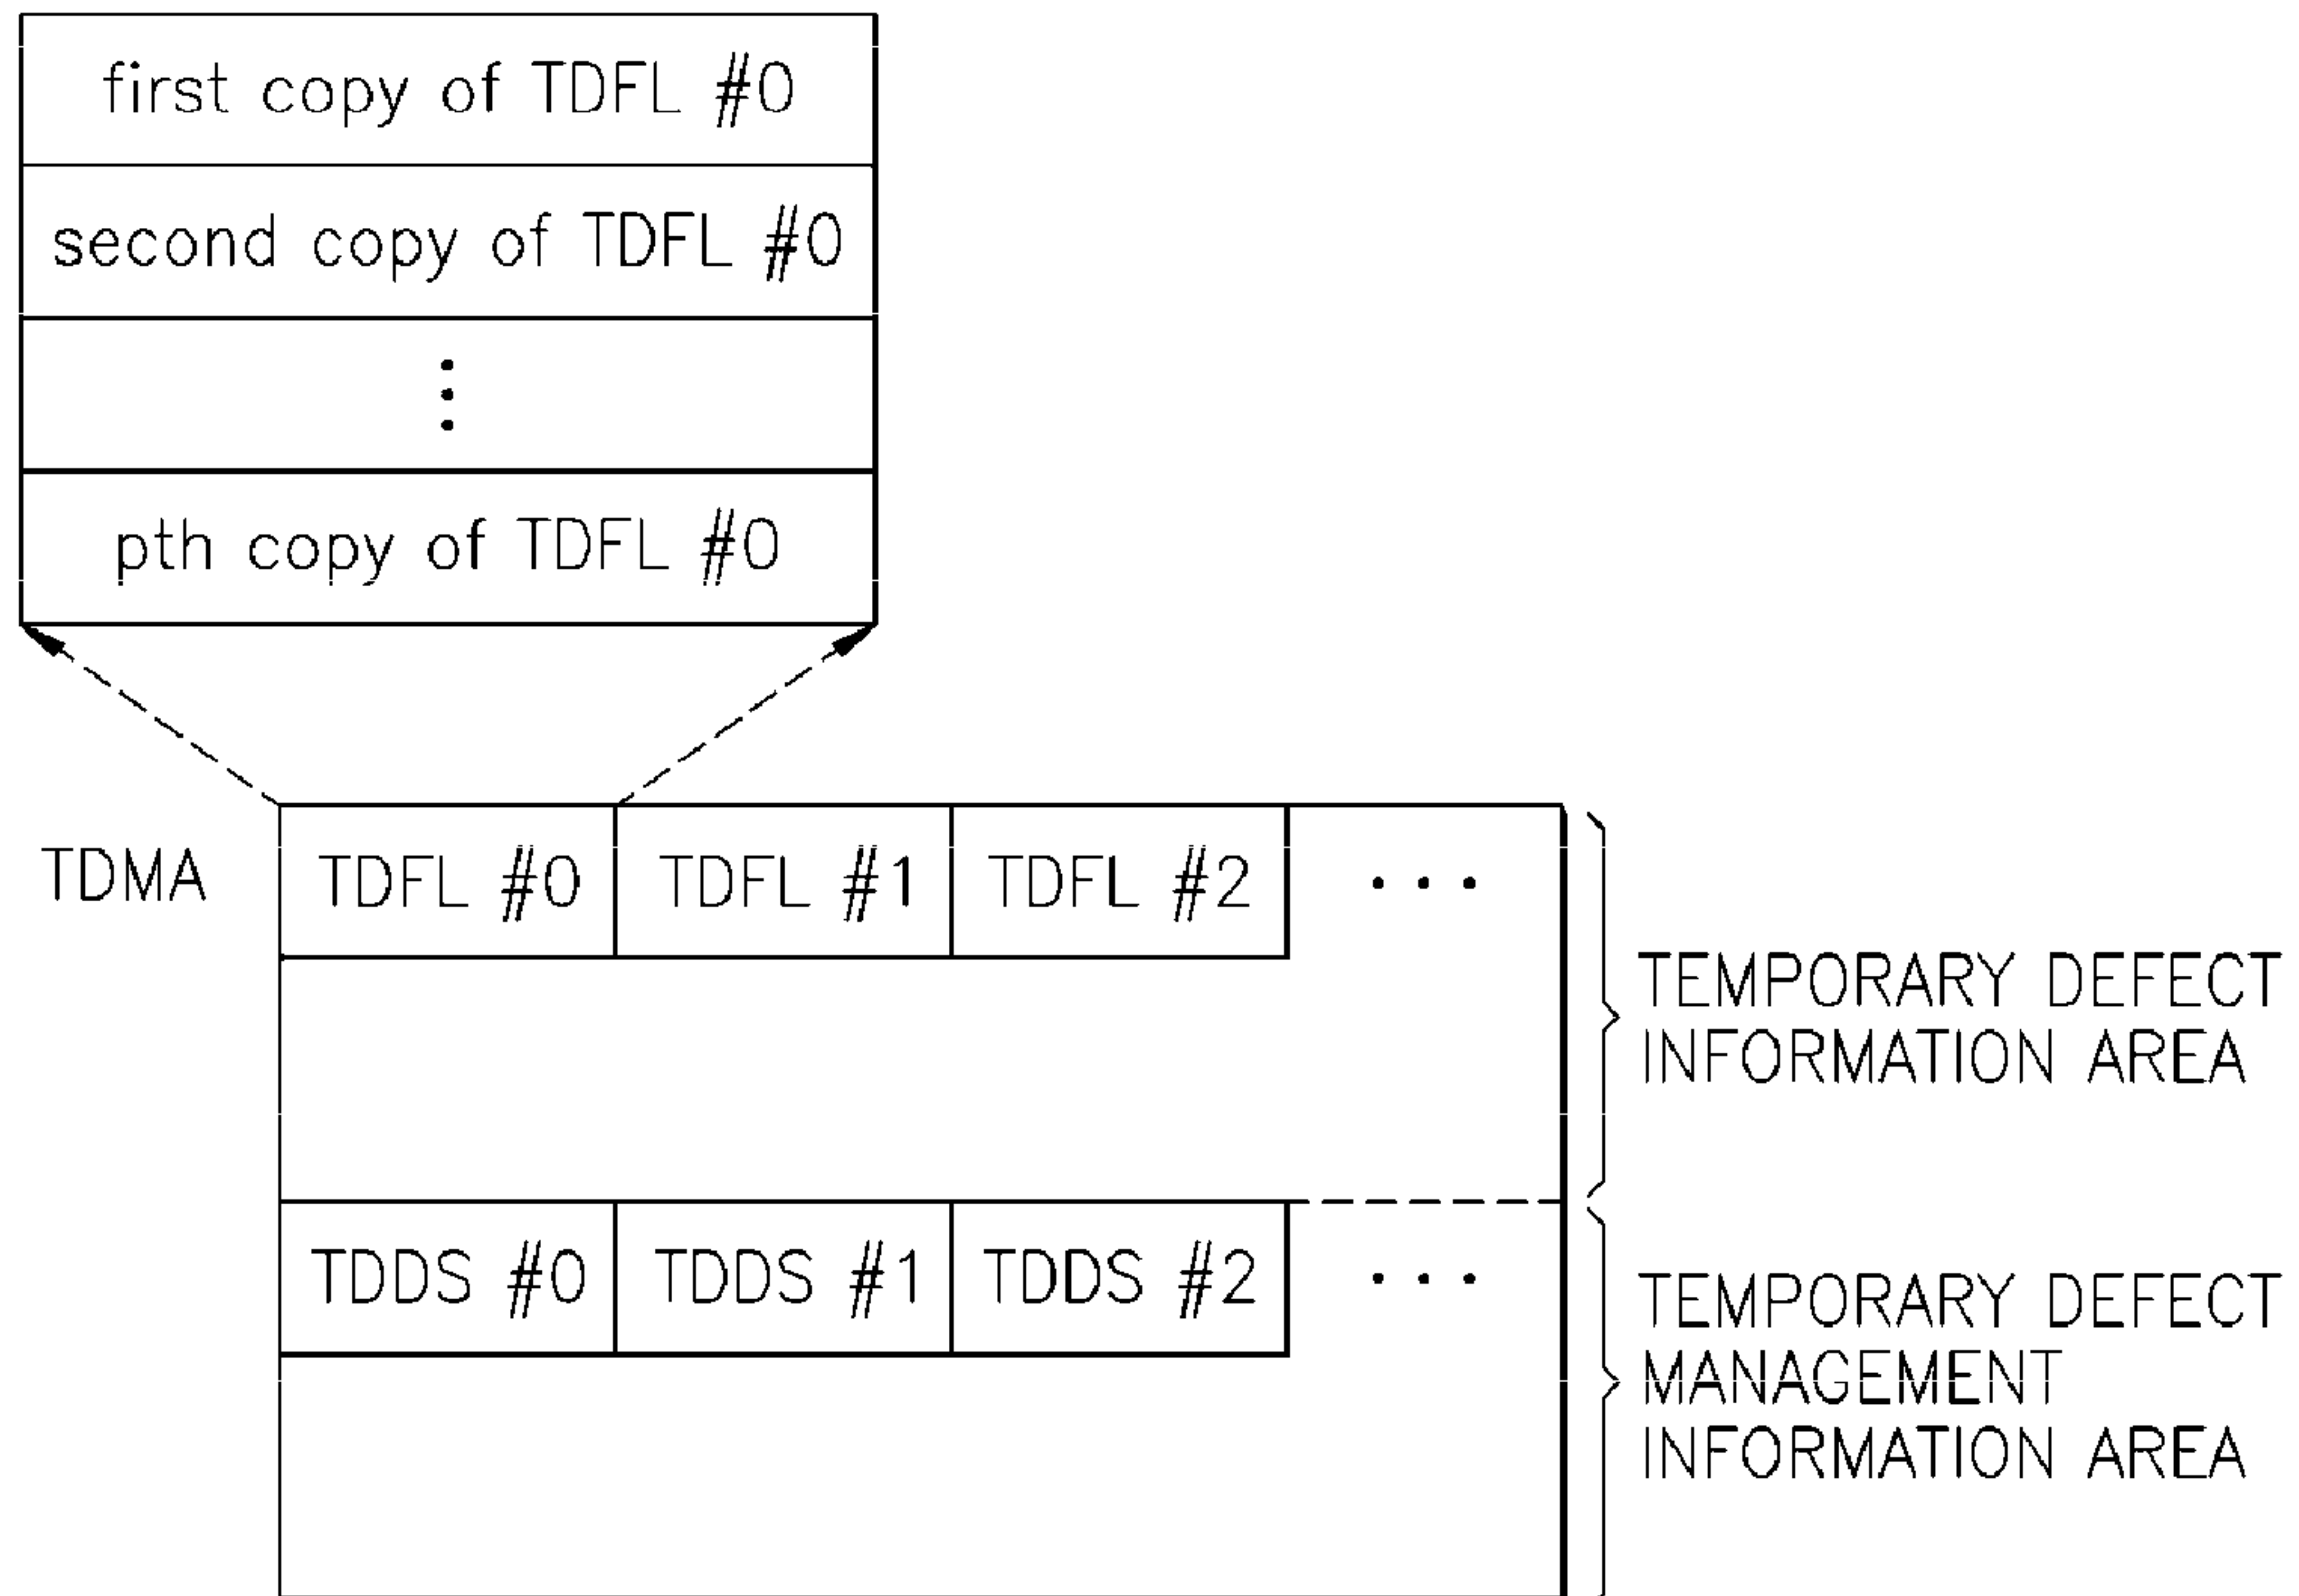 first copy of TDFL #0
second copy of TDFL #0
⋮
pth copy of TDFL #0
TDMA
TDFL #0 TDFL #1 TDFL #2 ...
TEMPORARY DEFECT
INFORMATION AREA
TDDS #0 TDDS #1 TDDS #2 ...
TEMPORARY DEFECT
MANAGEMENT
INFORMATION AREA